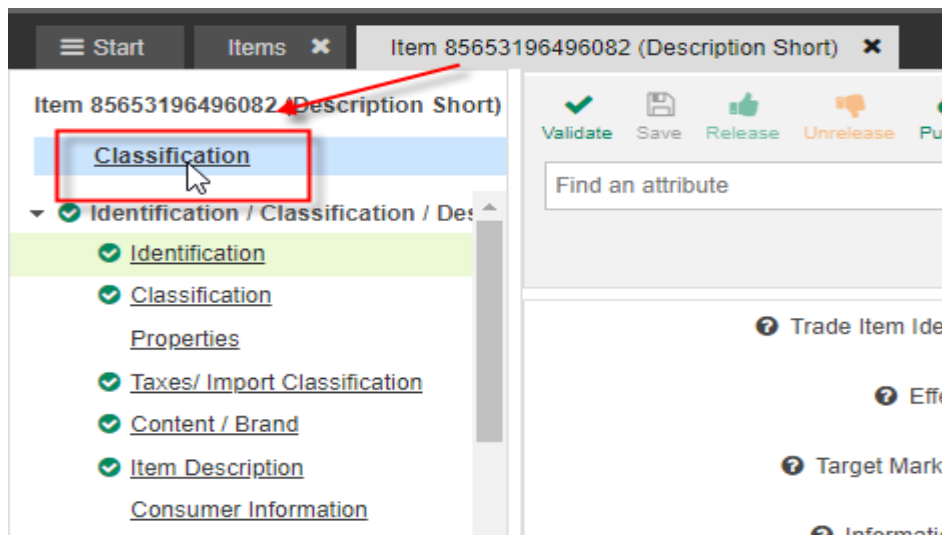 Start Items Item 85653196496082 (Description Short)
Item 85653196496082 (Description Short)
Classification
Identification / Classification / Des
Identification
Classification
Properties
Taxes/ Import Classification
Content / Brand
Item Description
Consumer Information
Validate Save Release Unrelease Pu
Find an attribute
Trade Item Ide
Effe
Target Mark
Informati